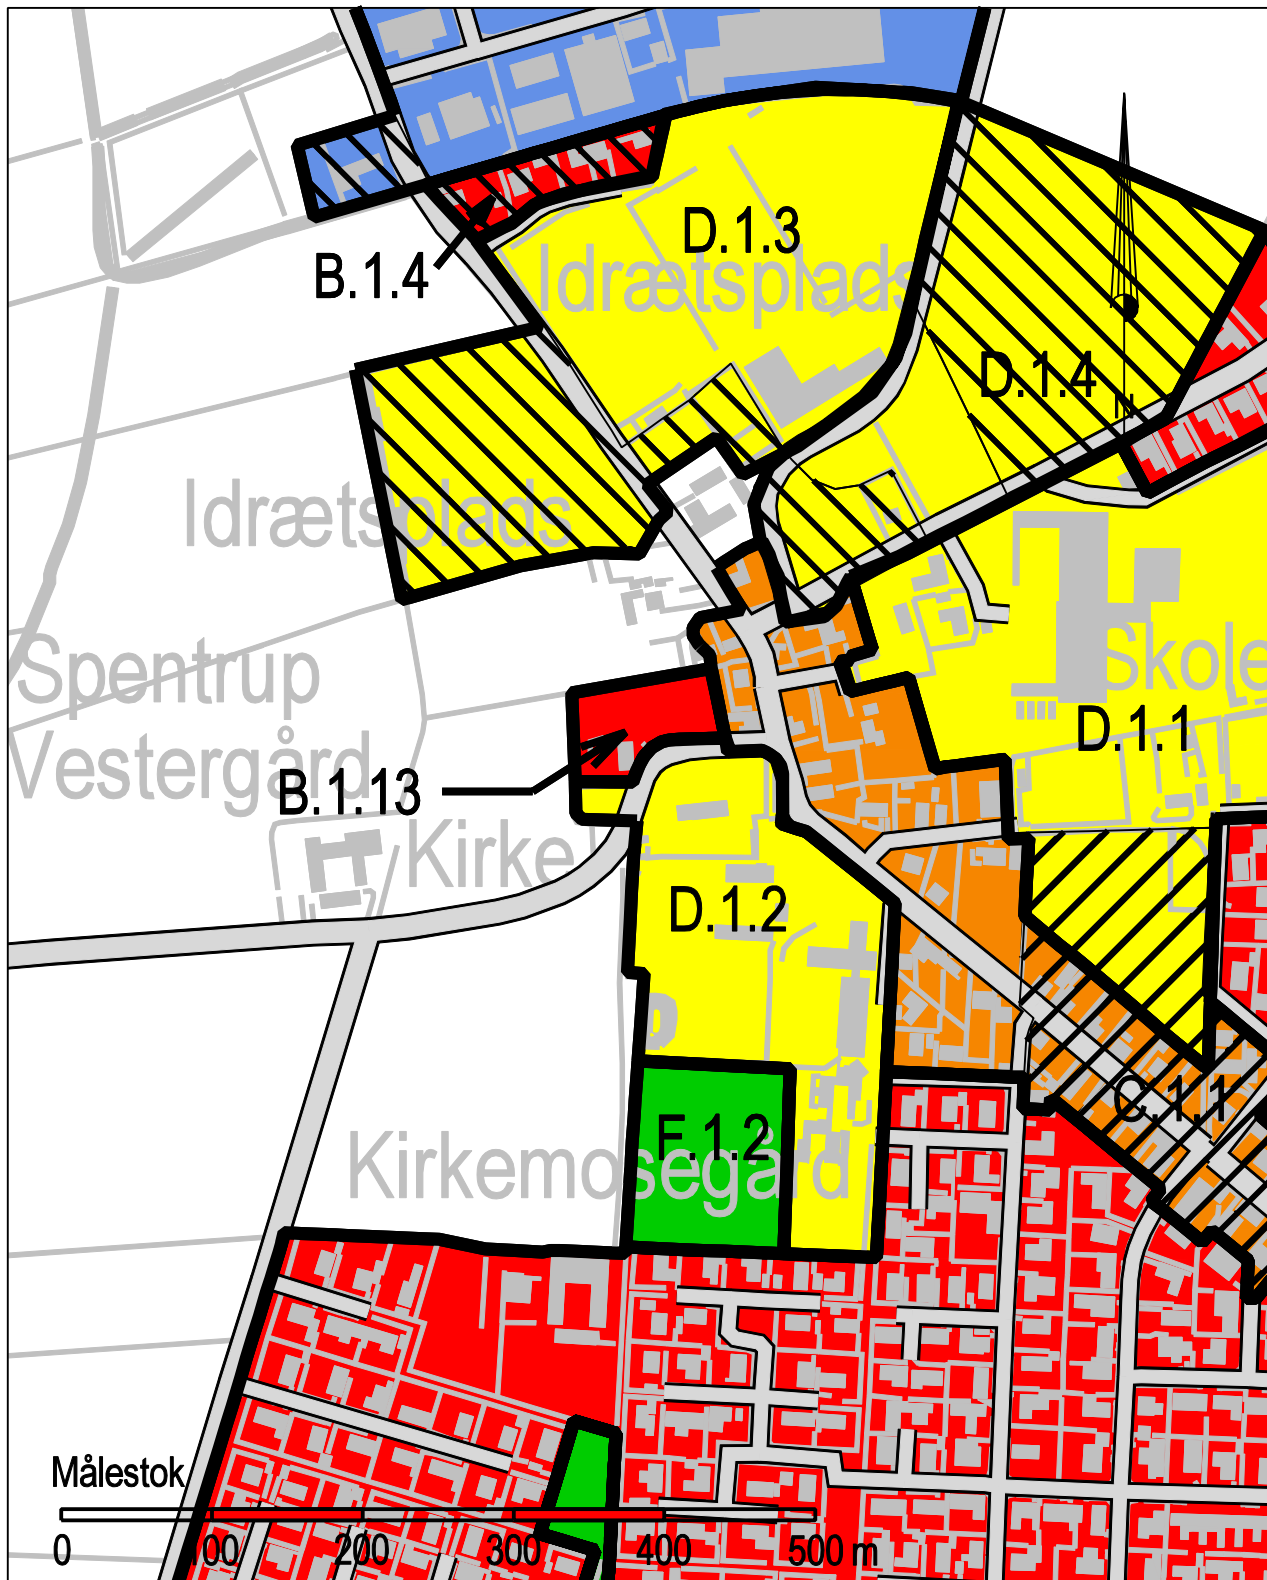 D.1.3
B.1.4
Idrætsplads
D.1.4
N
Idrætsplads
Skole
Spentrup
Vestergård
D.1.1
B.1.13
Kirke
D.1.2
C.1.1
F.1.2
Kirkemosegård
Målestok
0 100 200 300 400 500 m